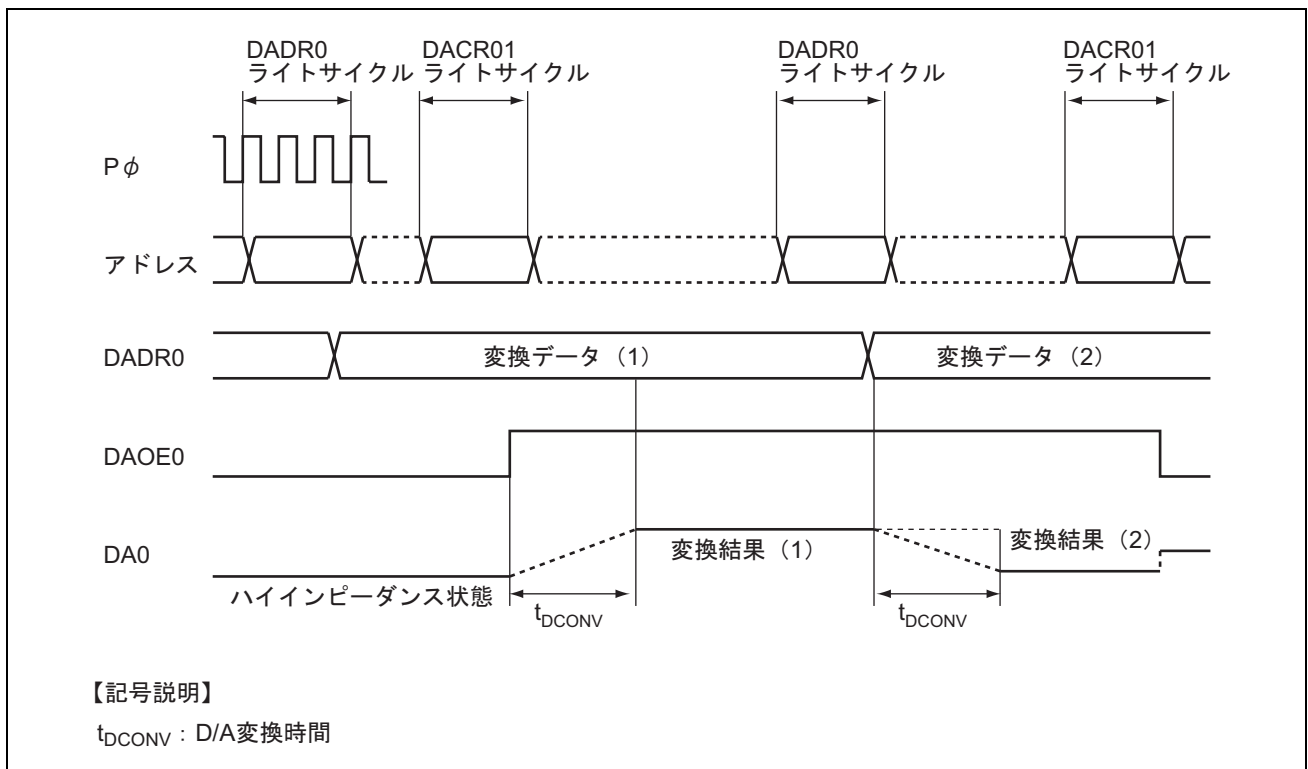 DADR0
ライトサイクル
DACR01
ライトサイクル
DADR0
ライトサイクル
DACR01
ライトサイクル
Pφ
アドレス
DADR0
変換データ（1）
変換データ（2）
DAOE0
DA0
変換結果（1）
変換結果（2）
ハイインピーダンス状態
tDCONV
tDCONV
【記号説明】
tDCONV：D/A変換時間